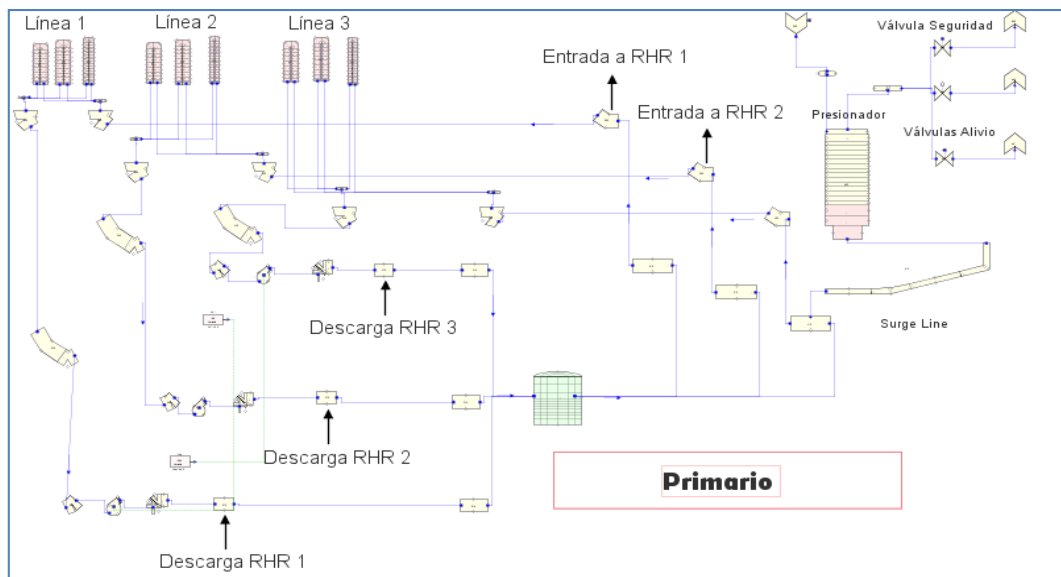 Línea 1
Línea 2
Línea 3
Entrada a RHR 1
Entrada a RHR 2
Válvula Seguridad
Presionador
Válvulas Alivio
Descarga RHR 3
Surge Line
Descarga RHR 2
Primario
Descarga RHR 1